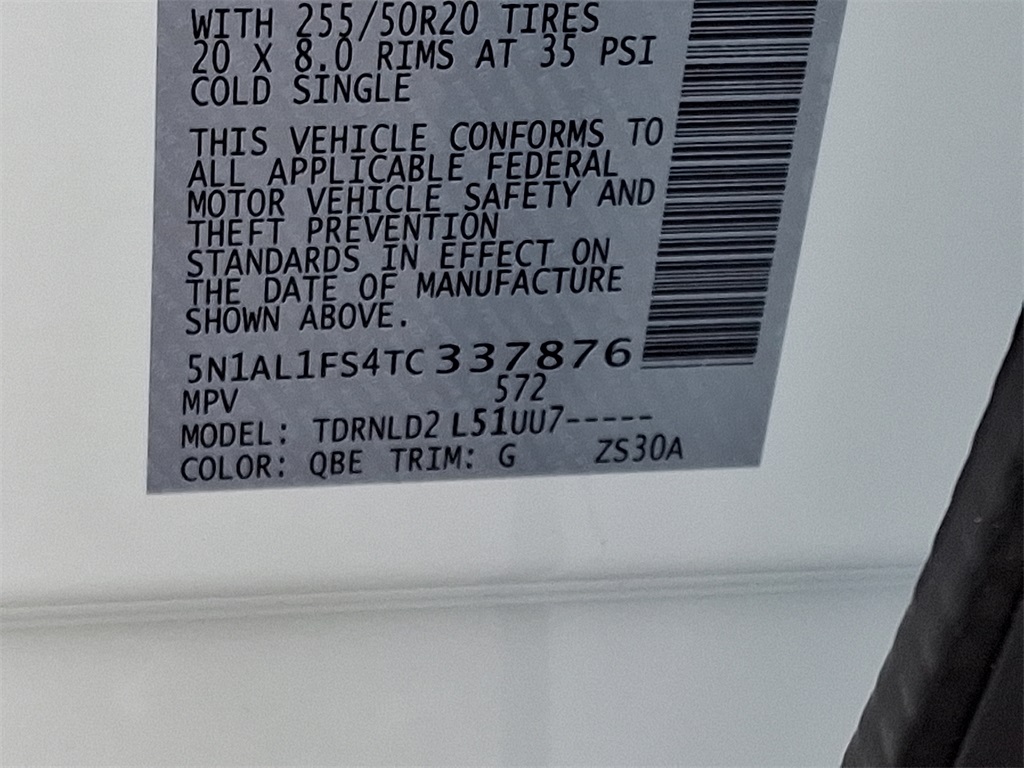 WITH 255/50R20 TIRES
20 X 8.0 RIMS AT 35 PSI
COLD SINGLE
THIS VEHICLE CONFORMS TO
ALL APPLICABLE FEDERAL
MOTOR VEHICLE SAFETY AND
THEFT PREVENTION
STANDARDS IN EFFECT ON
THE DATE OF MANUFACTURE
SHOWN ABOVE.
5N1AL1FS4TC337876
MPV 572
MODEL: TDRNLD2 L51UU7-----
COLOR: QBE TRIM: G ZS30A